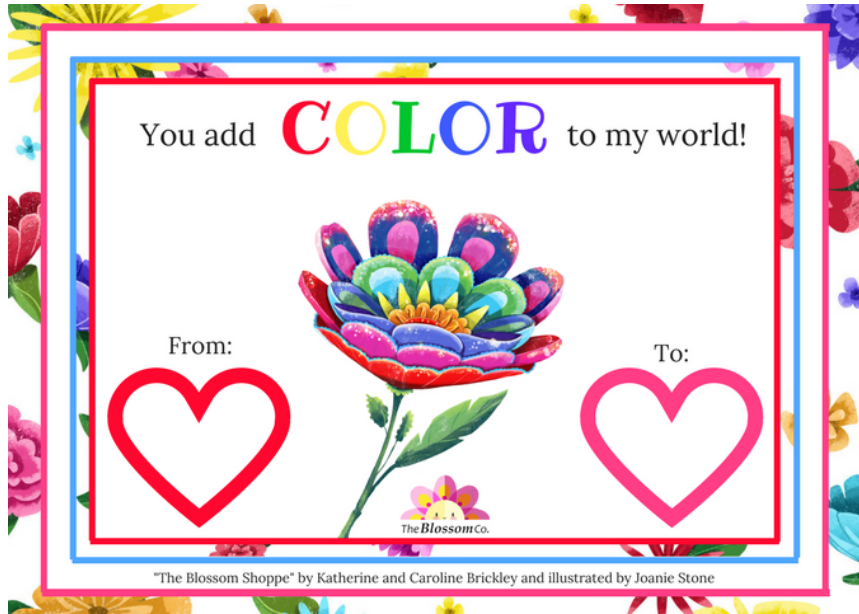 You add COLOR to my world!
From:
To:
The Blossom Co.
"The Blossom Shoppe" by Katherine and Caroline Brickley and illustrated by Joanie Stone